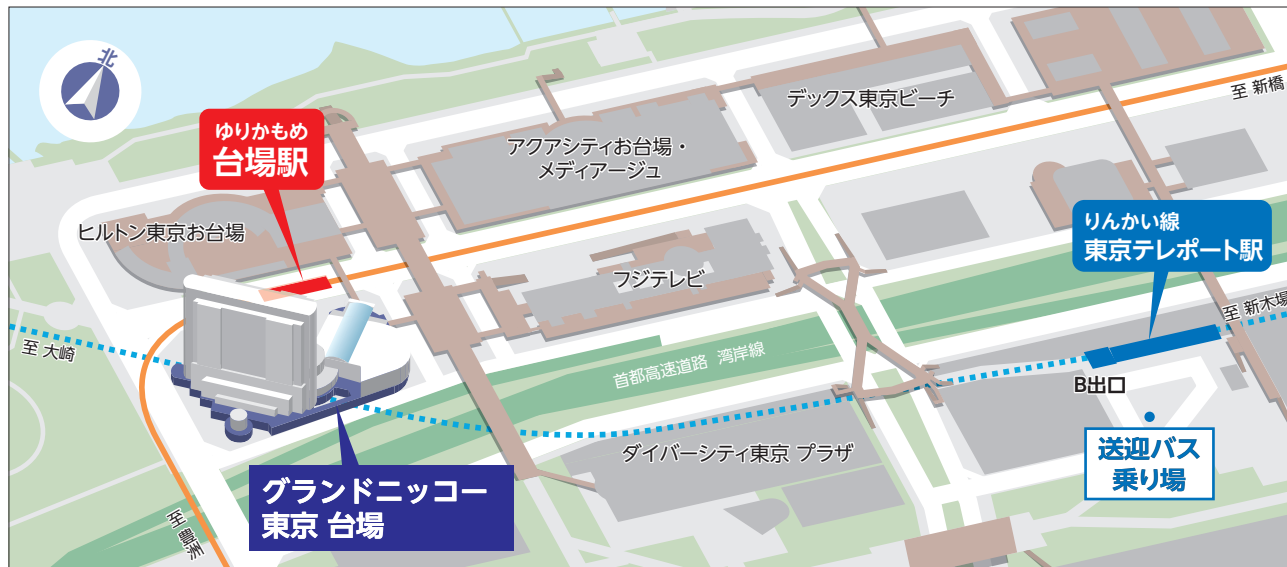 北
デックス東京ビーチ
至 新橋
ゆりかもめ
台場駅
アクアシティお台場・
メディアージュ
ヒルトン東京お台場
りんかい線
東京テレポート駅
フジテレビ
至 新木場
至 大崎
首都高速道路 湾岸線
B出口
ダイバーシティ東京 プラザ
送迎バス
乗り場
グランドニッコー
東京 台場
至 豊洲